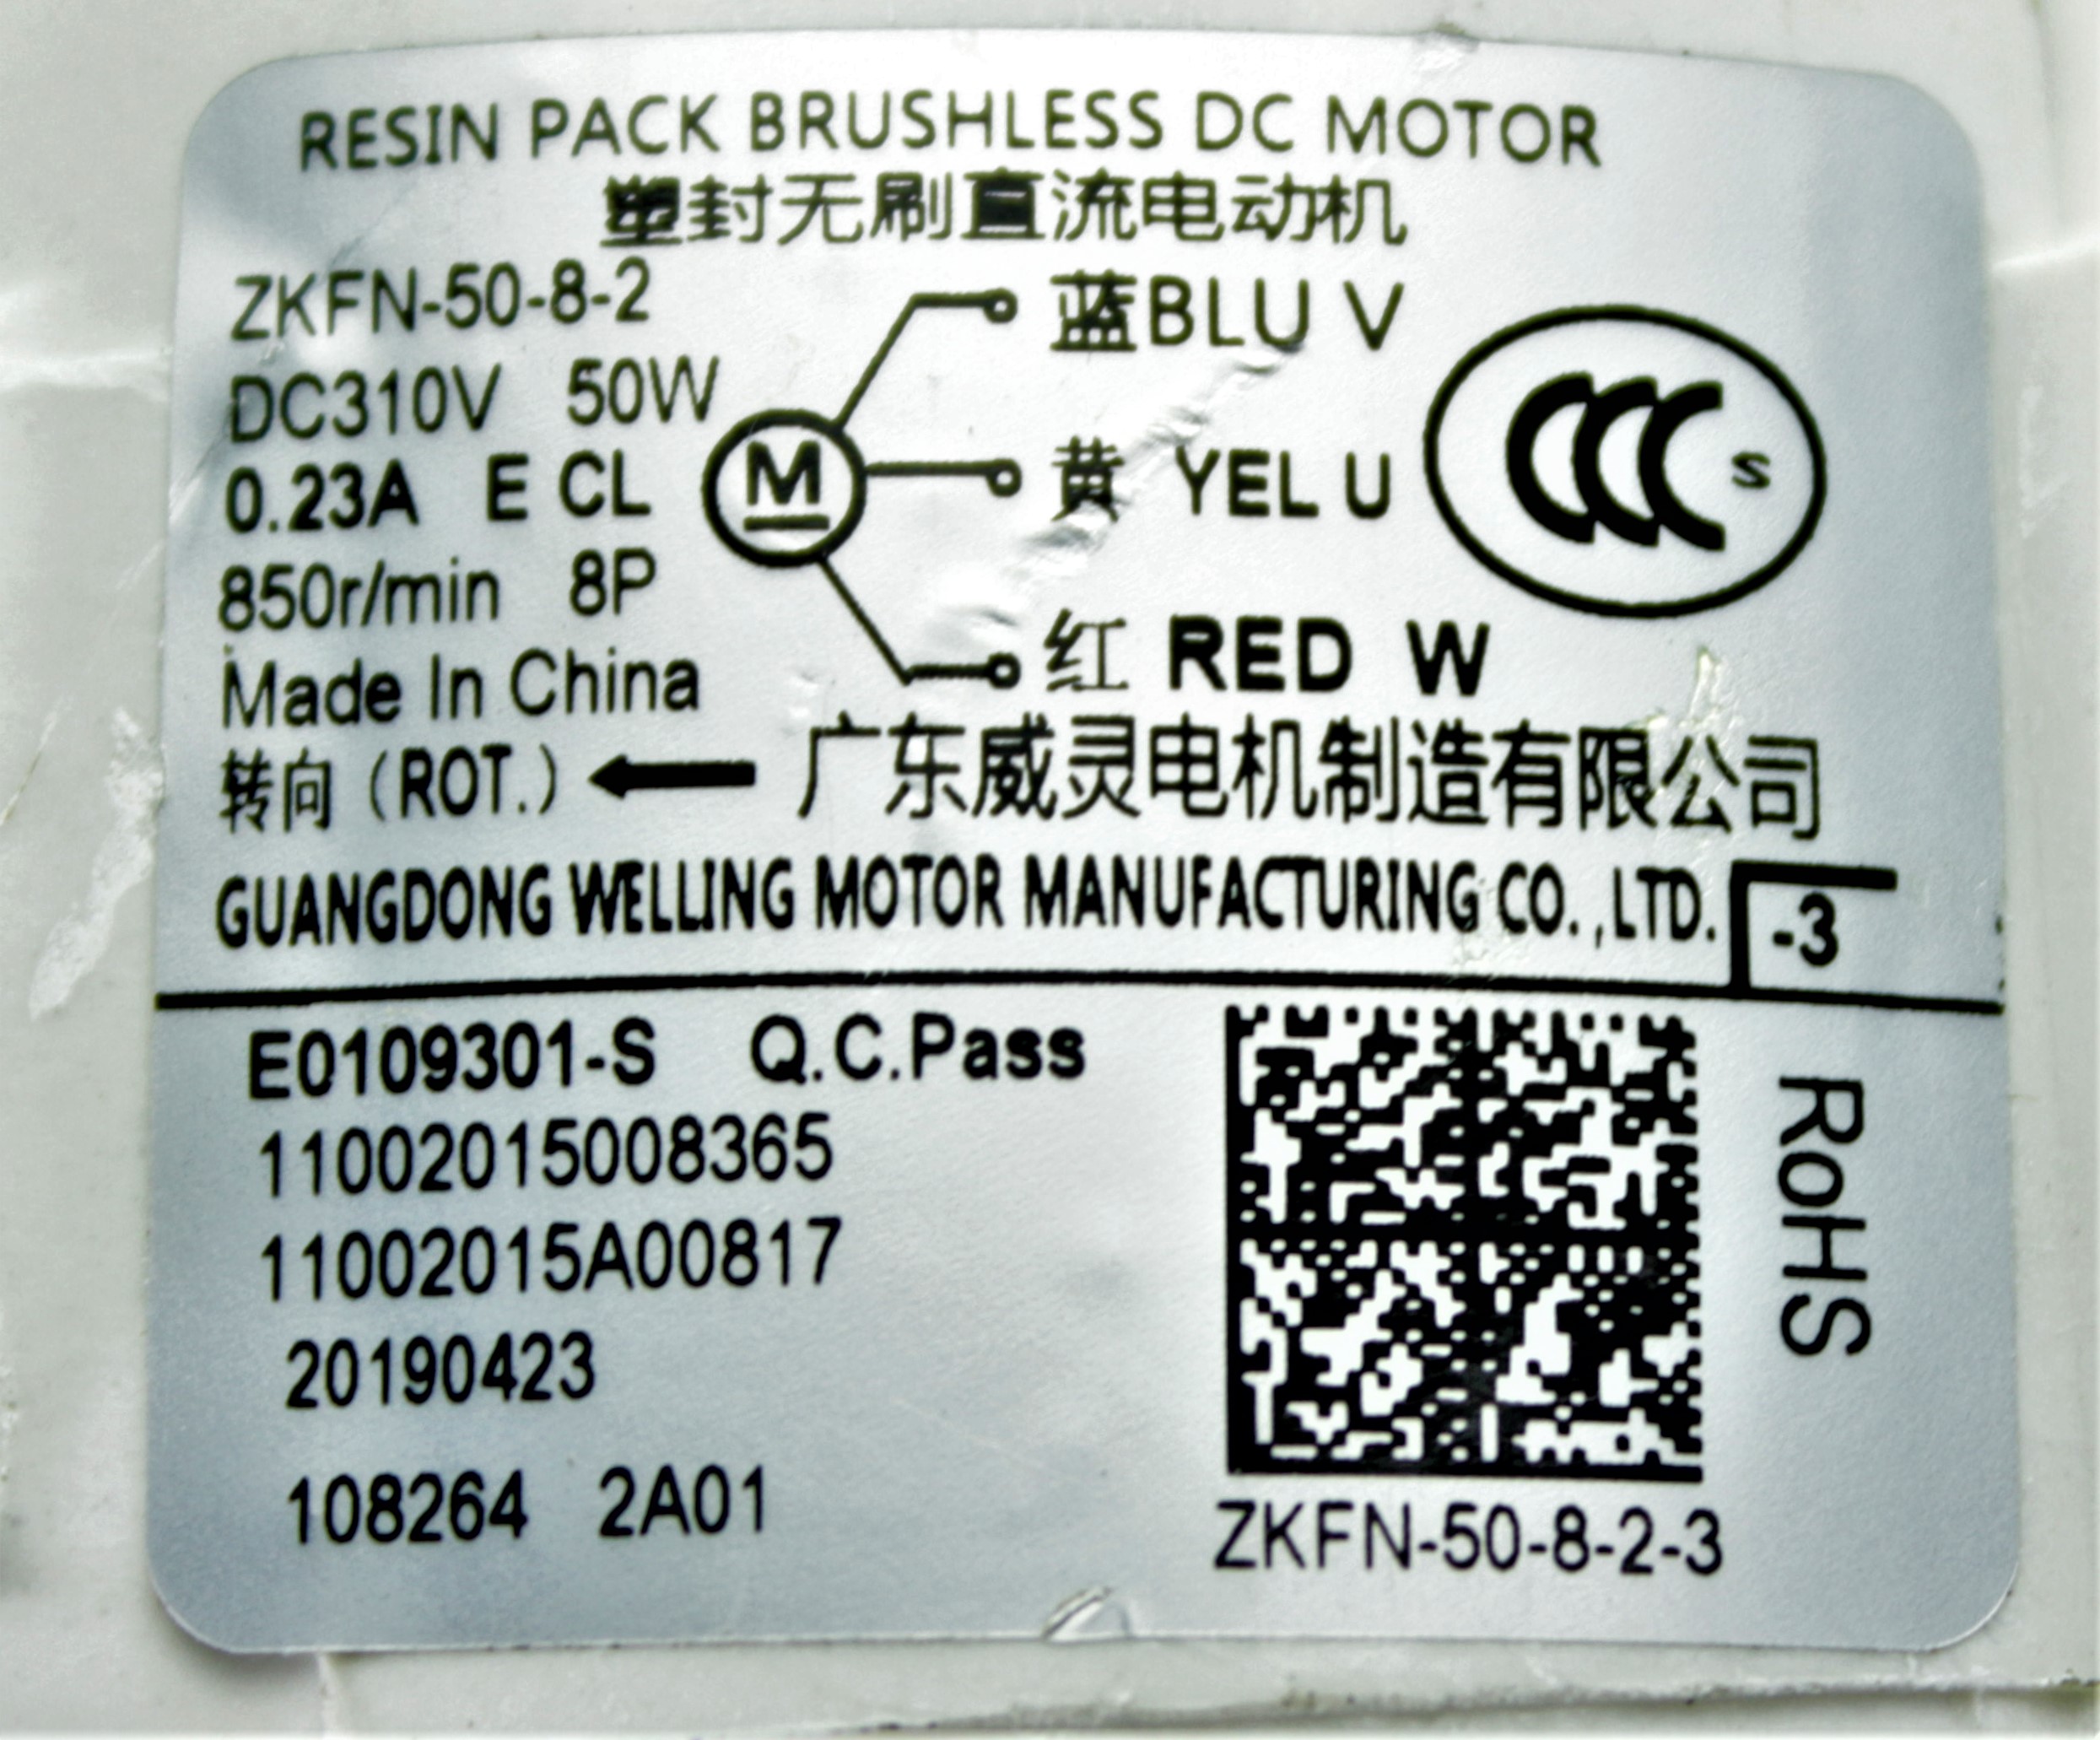 RESIN PACK BRUSHLESS DC MOTOR
塑封无刷直流电动机
ZKFN-50-8-2
蓝BLU V
DC310V 50W
M
CCC S
0.23A E CL
黄 YEL U
850r/min 8P
红 RED W
Made In China
转向（ROT.）
广东威灵电机制造有限公司
GUANGDONG WELLING MOTOR MANUFACTURING CO.,LTD.
-3
E0109301-S Q.C.Pass
11002015008365
11002015A00817
20190423
108264 2A01
ZKFN-50-8-2-3
RoHS